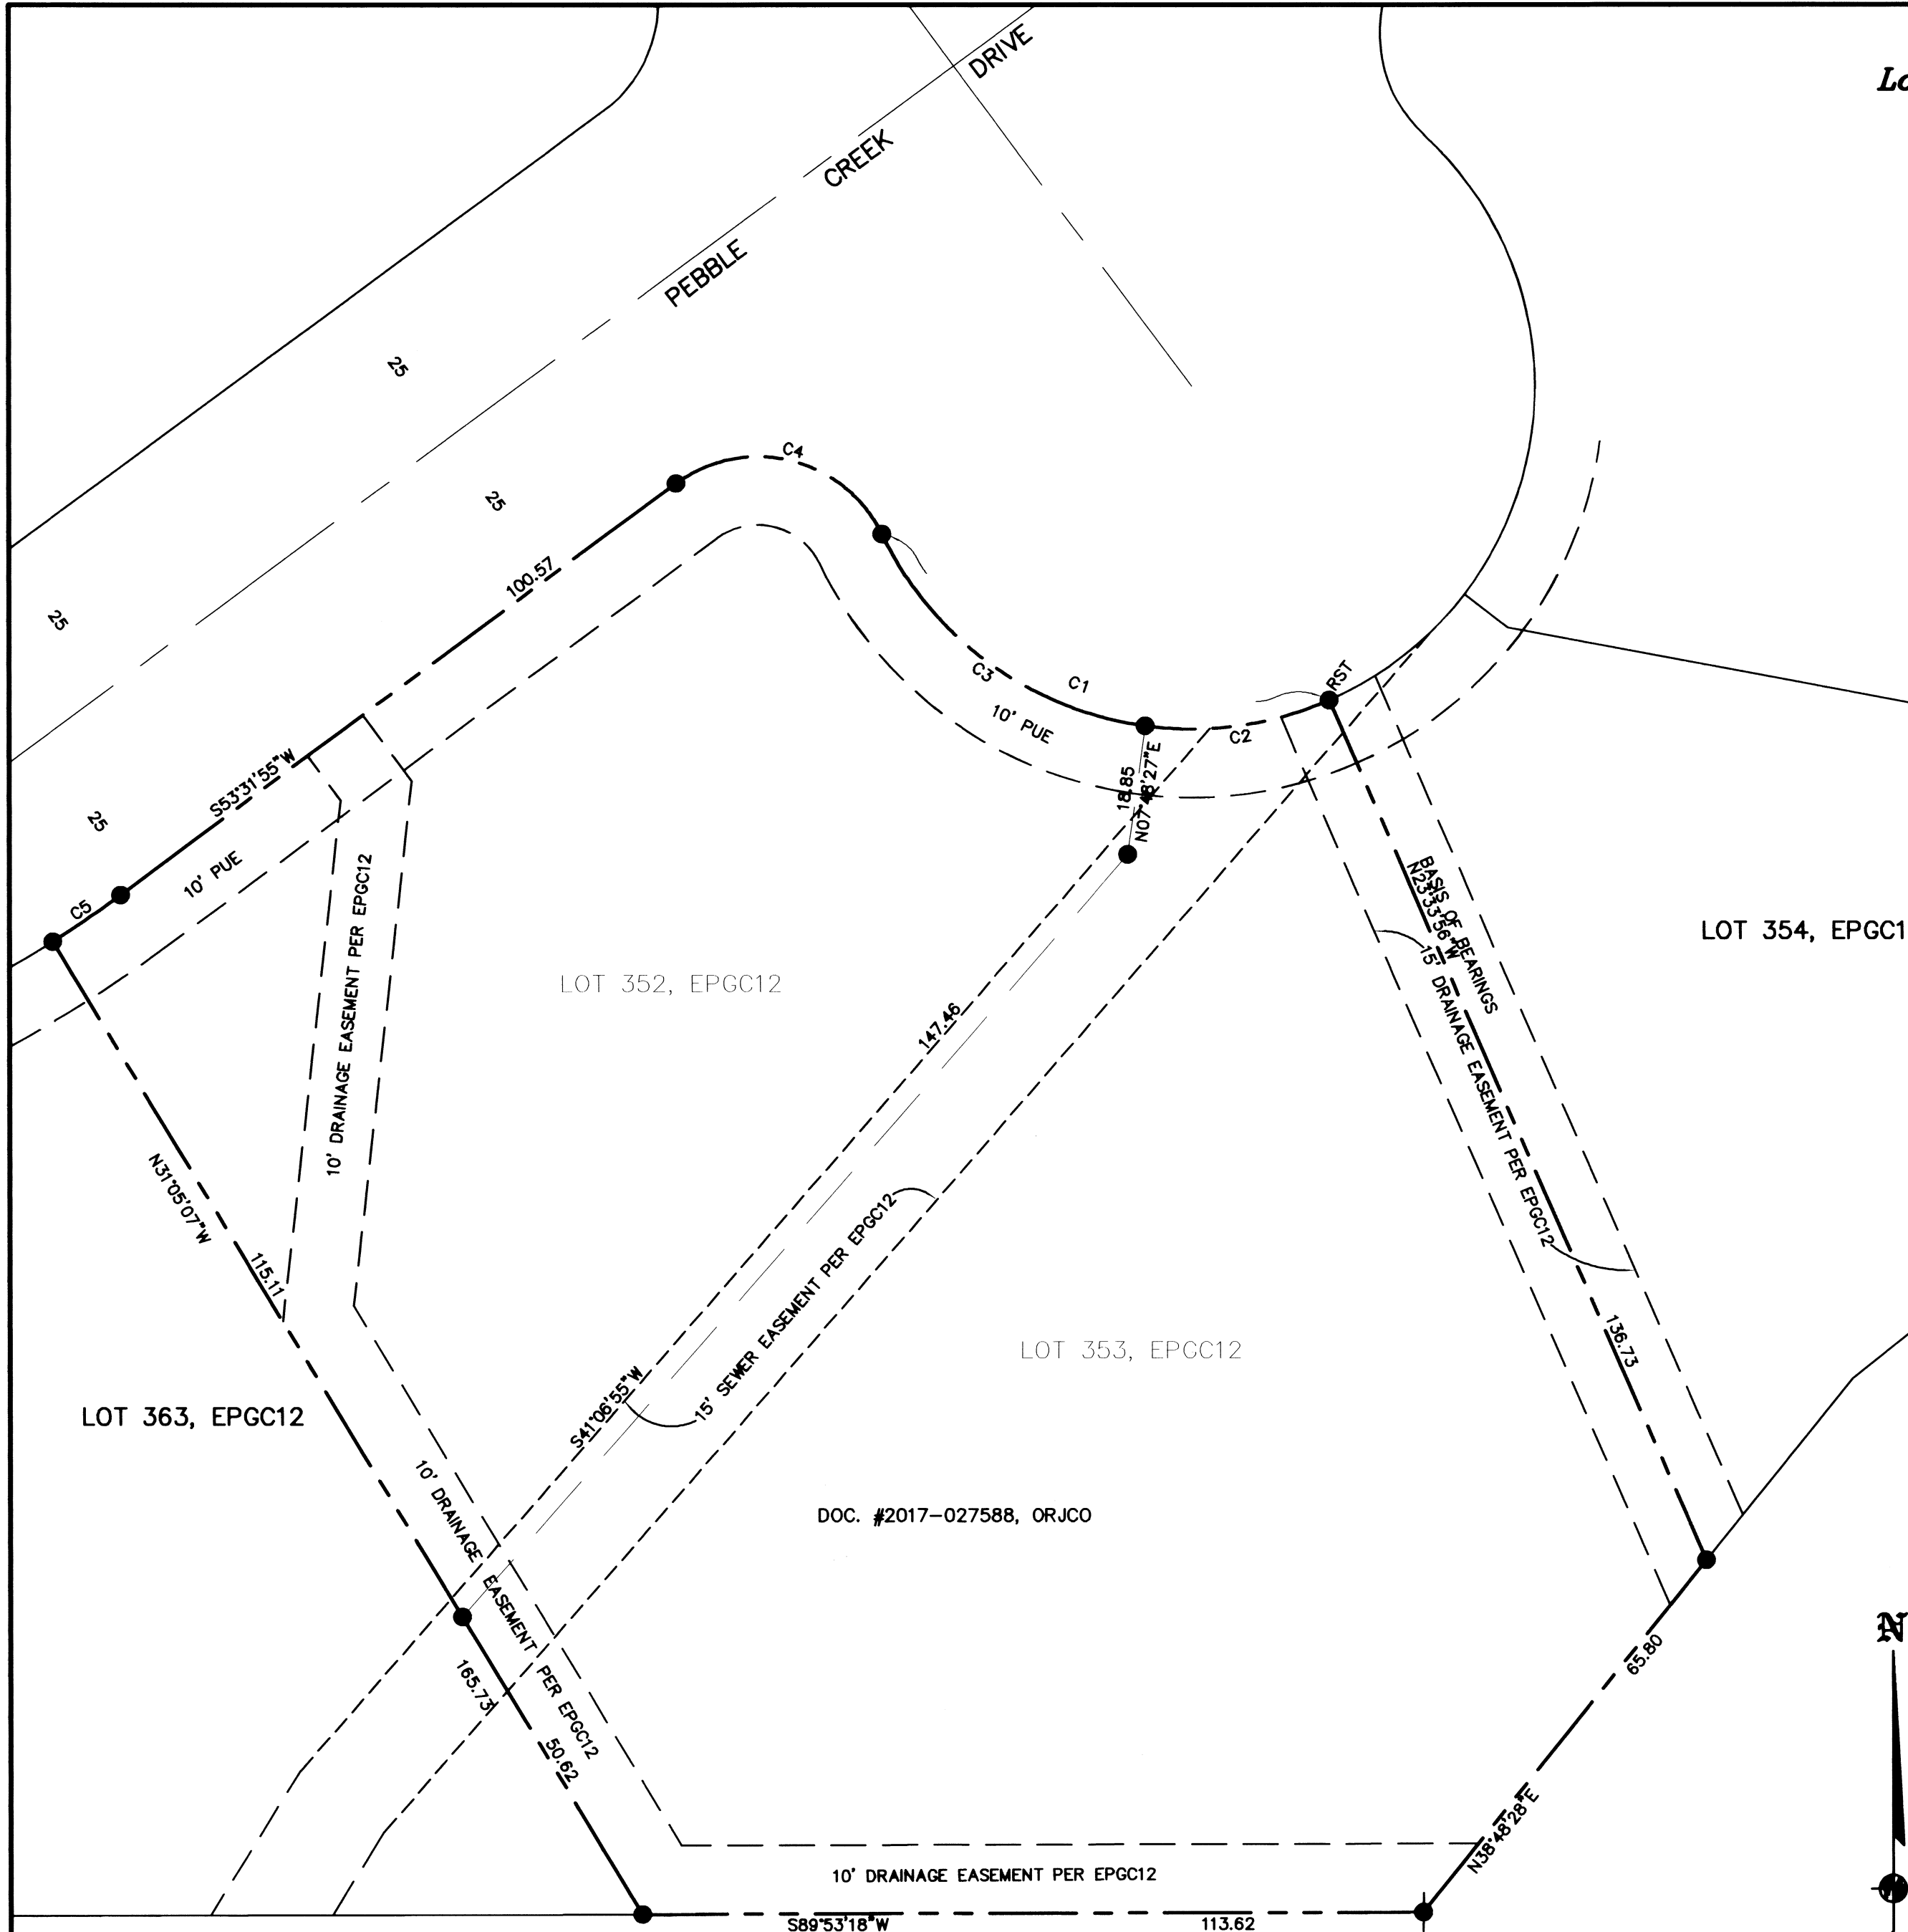 DRIVE
Lo
CREEK
PEBBLE
25
25
25
25
C4
100.57
C3
C1
RST
10' PUE
C2
18.85
N07°48'27"E
S53°31'55"W
10' PUE
C5
10' DRAINAGE EASEMENT PER EPGC12
BASIS OF BEARINGS
N23°33'56"W
15' DRAINAGE EASEMENT PER EPGC12
LOT 354, EPGC1
LOT 352, EPGC12
147.46
N31°05'07"W
115.11
15' SEWER EASEMENT PER EPGC12
136.73
LOT 353, EPGC12
S41°06'55"W
LOT 363, EPGC12
10' DRAINAGE EASEMENT PER EPGC12
DOC. #2017-027588, ORJCO
165.73
50.62
65.80
N
N38°48'28"E
10' DRAINAGE EASEMENT PER EPGC12
S89°53'18"W
113.62